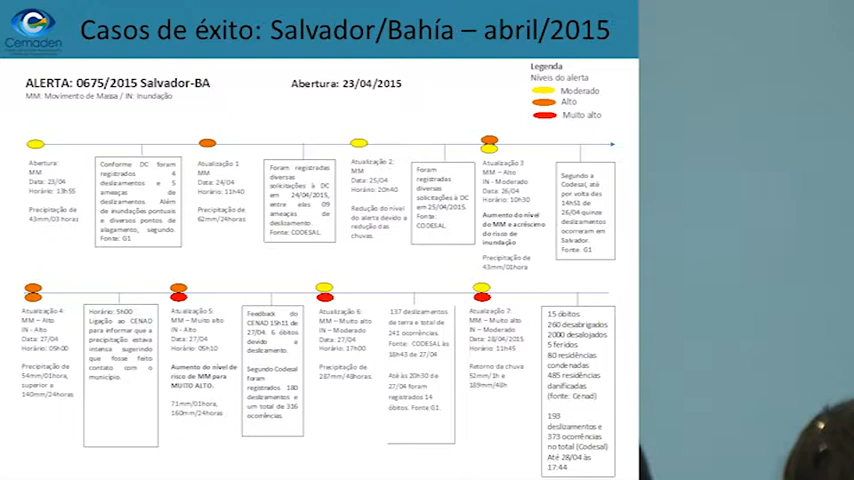 Casos de éxito: Salvador/Bahía – abril/2015
Cemaden
ALERTA: 0675/2015 Salvador-BA
Abertura: 23/04/2015
MM: Movimento de Massa / IN: Inundação
Legenda
Níveis do alerta
Moderado
Alto
Muito alto
Abertura:
MM
Data: 23/04
Horário: 13h55
Precipitação de
43mm/03 horas
Conforme DC foram
registrados 4
deslizamentos e 5
ameaças de
deslizamentos. Além
de inundações pontuais
e diversos pontos de
alagamento, segundo.
Fonte: G1
Atualização 1
MM
Data: 24/04
Horário: 11h40
Precipitação de
62mm/24horas
Foram registradas
diversas
solicitações à DC
em 24/04/2015,
entre elas 09
ameaças de
deslizamento.
Fonte: CODESAL.
Atualização 2:
MM
Data: 25/04
Horário: 20h40
Redução do nível
do alerta devido a
redução das
chuvas.
Foram
registradas
diversas
solicitações à DC
em 25/04/2015.
Fonte:
CODESAL.
Atualização 3
MM – Alto
IN - Moderado
Data: 26/04
Horário: 10h30
Aumento do nível
do MM e acréscimo
do risco de
inundação
Precipitação de
43mm/01hora
Segundo a
Codesal, até
por volta das
14h51 de
26/04 quinze
deslizamentos
ocorreram em
Salvador.
Fonte: G1
Atualização 4:
MM – Alto
IN - Alto
Data: 27/04
Horário: 05h00
Precipitação de
54mm/01hora,
superior a
140mm/24horas
Horário: 5h00
Ligação ao CENAD
para informar que a
precipitação estava
intensa sugerindo
que fosse feito
contato com o
município.
Atualização 5:
MM – Muito alto
IN - Alto
Data: 27/04
Horário: 05h10
Aumento do nível de
risco de MM para
MUITO ALTO.
71mm/01hora,
160mm/24horas
Feedback do
CENAD 15h11 de
27/04. 6 óbitos
devido e
deslizamento
Segundo Codesal
foram
registrados 180
deslizamentos e
um total de 316
ocorrências.
Atualização 6:
MM – Muito alto
IN – Moderado
Data: 27/04
Horário: 17h00
Precipitação de
287mm/48horas
137 deslizamentos
de terra e total de
241 ocorrências.
Fonte: CODESAL às
18h43 de 27/04
Até às 20h30 de
27/04 foram
registrados 14
óbitos. Fonte G1.
Atualização 7:
MM – Muito alto
IN – Moderado
Data: 28/04/2015
Horário: 11h45
Retorno da chuva
52mm/1h e
189mm/48h
15 óbitos
260 desabrigados
2000 desalojados
5 feridos
80 residências
condenadas
485 residências
danificadas
(fonte: Cenad)
193
deslizamentos e
373 ocorrências
no total (Codesal)
Até 28/04 às
17:44